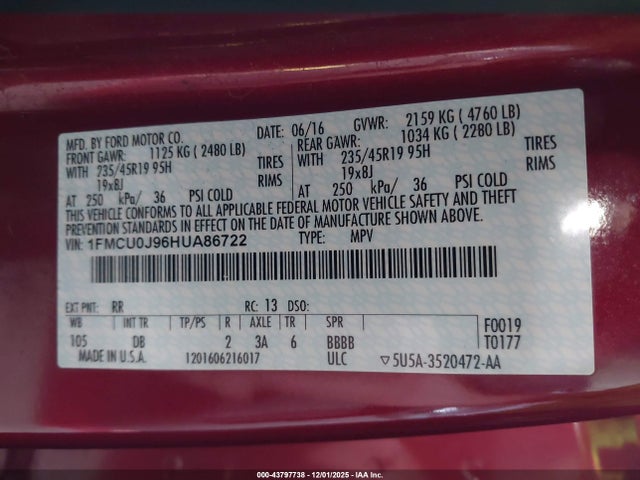 MFD. BY FORD MOTOR CO. DATE: 06/16 GVWR: 2159 KG ( 4760 LB)
FRONT GAWR: 1125 KG ( 2480 LB) REAR GAWR: 1034 KG ( 2280 LB)
WITH 235/45R19 95H TIRES WITH 235/45R19 95H TIRES
19x8J RIMS 19x8J RIMS
AT 250 kPa/ 36 PSI COLD AT 250 kPa/ 36 PSI COLD
THIS VEHICLE CONFORMS TO ALL APPLICABLE FEDERAL MOTOR VEHICLE SAFETY AND THEFT
PREVENTION STANDARDS IN EFFECT ON THE DATE OF MANUFACTURE SHOWN ABOVE.
VIN: 1FMCU0J96HUA86722 TYPE: MPV
EXT PNT: RR RC: 13 DSO:
WB INT TR TP/PS R AXLE TR SPR F0019
105 DB 2 3A 6 BBBB T0177
MADE IN U.S.A. 1201606216017 ULC ▽5U5A-3520472-AA
000-43797738 - 12/01/2025 - IAA Inc.